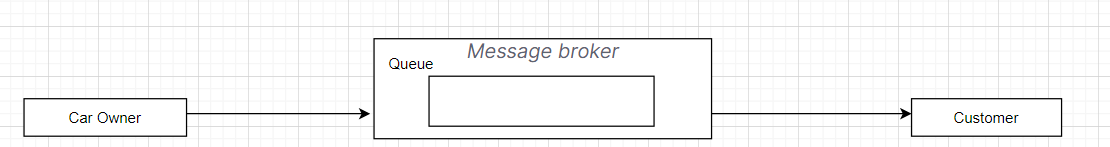 Message broker
Queue
Car Owner
Customer